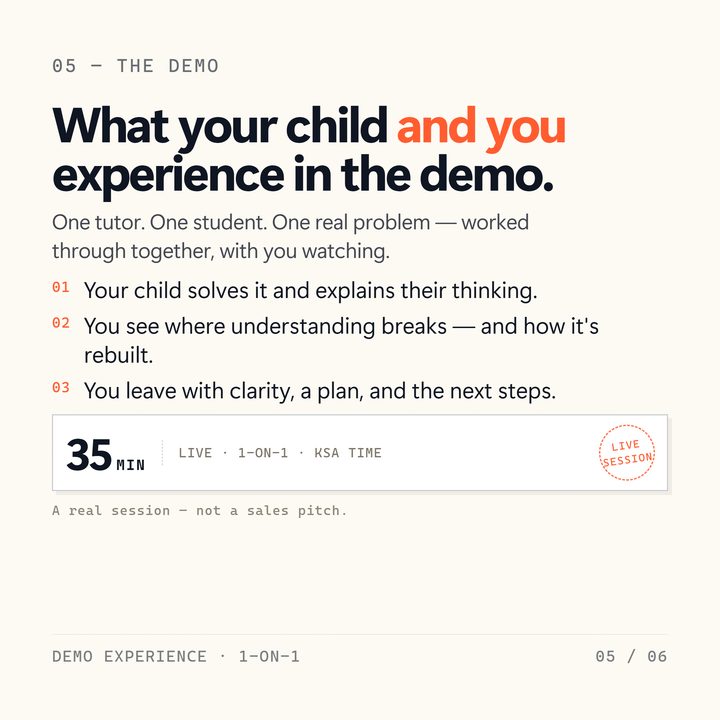 05 — THE DEMO
What your child and you
experience in the demo.
One tutor. One student. One real problem — worked
through together, with you watching.
01 Your child solves it and explains their thinking.
02 You see where understanding breaks — and how it's
rebuilt.
03 You leave with clarity, a plan, and the next steps.
35 MIN LIVE · 1-ON-1 · KSA TIME
LIVE
SESSION
A real session — not a sales pitch.
DEMO EXPERIENCE · 1-ON-1 05 / 06